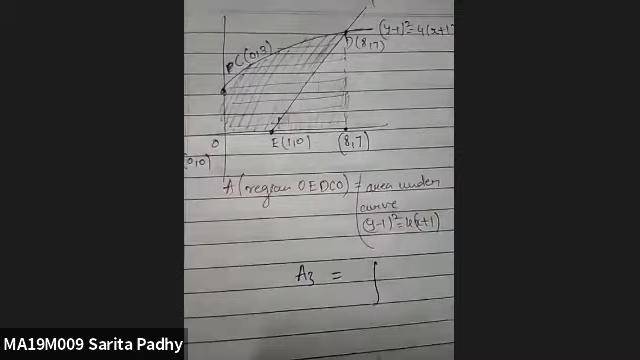 (y-1)²=4(x+1)
C(0,3)
D(8,7)
O
E(1,0)
(8,7)
(0,0)
A(region OEDCO) = area under
curve
(y-1)²=4(x+1)
A₃ = ∫
MA19M009 Sarita Padhy